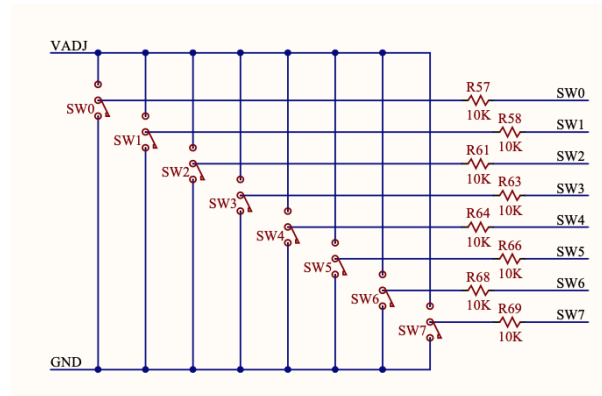 VADJ
R57
SW0
SW0
10K
R58
SW1
SW1
10K
R61
SW2
SW2
10K
R63
SW3
SW3
10K
R64
SW4
SW4
10K
R66
SW5
SW5
10K
R68
SW6
SW6
10K
R69
SW7
SW7
10K
GND